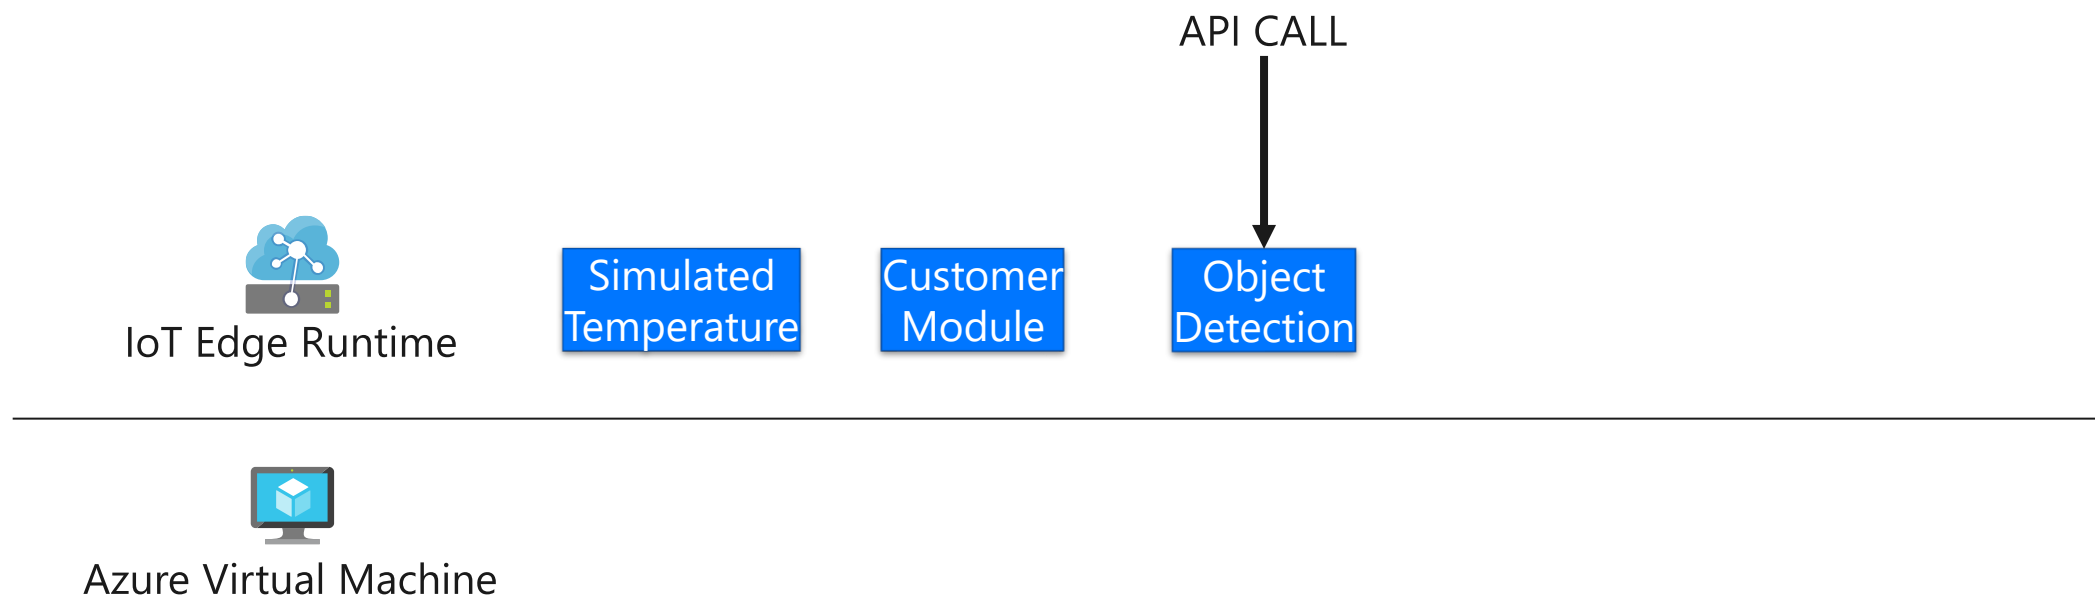 API CALL
IoT Edge Runtime
Simulated
Temperature
Customer
Module
Object
Detection
Azure Virtual Machine